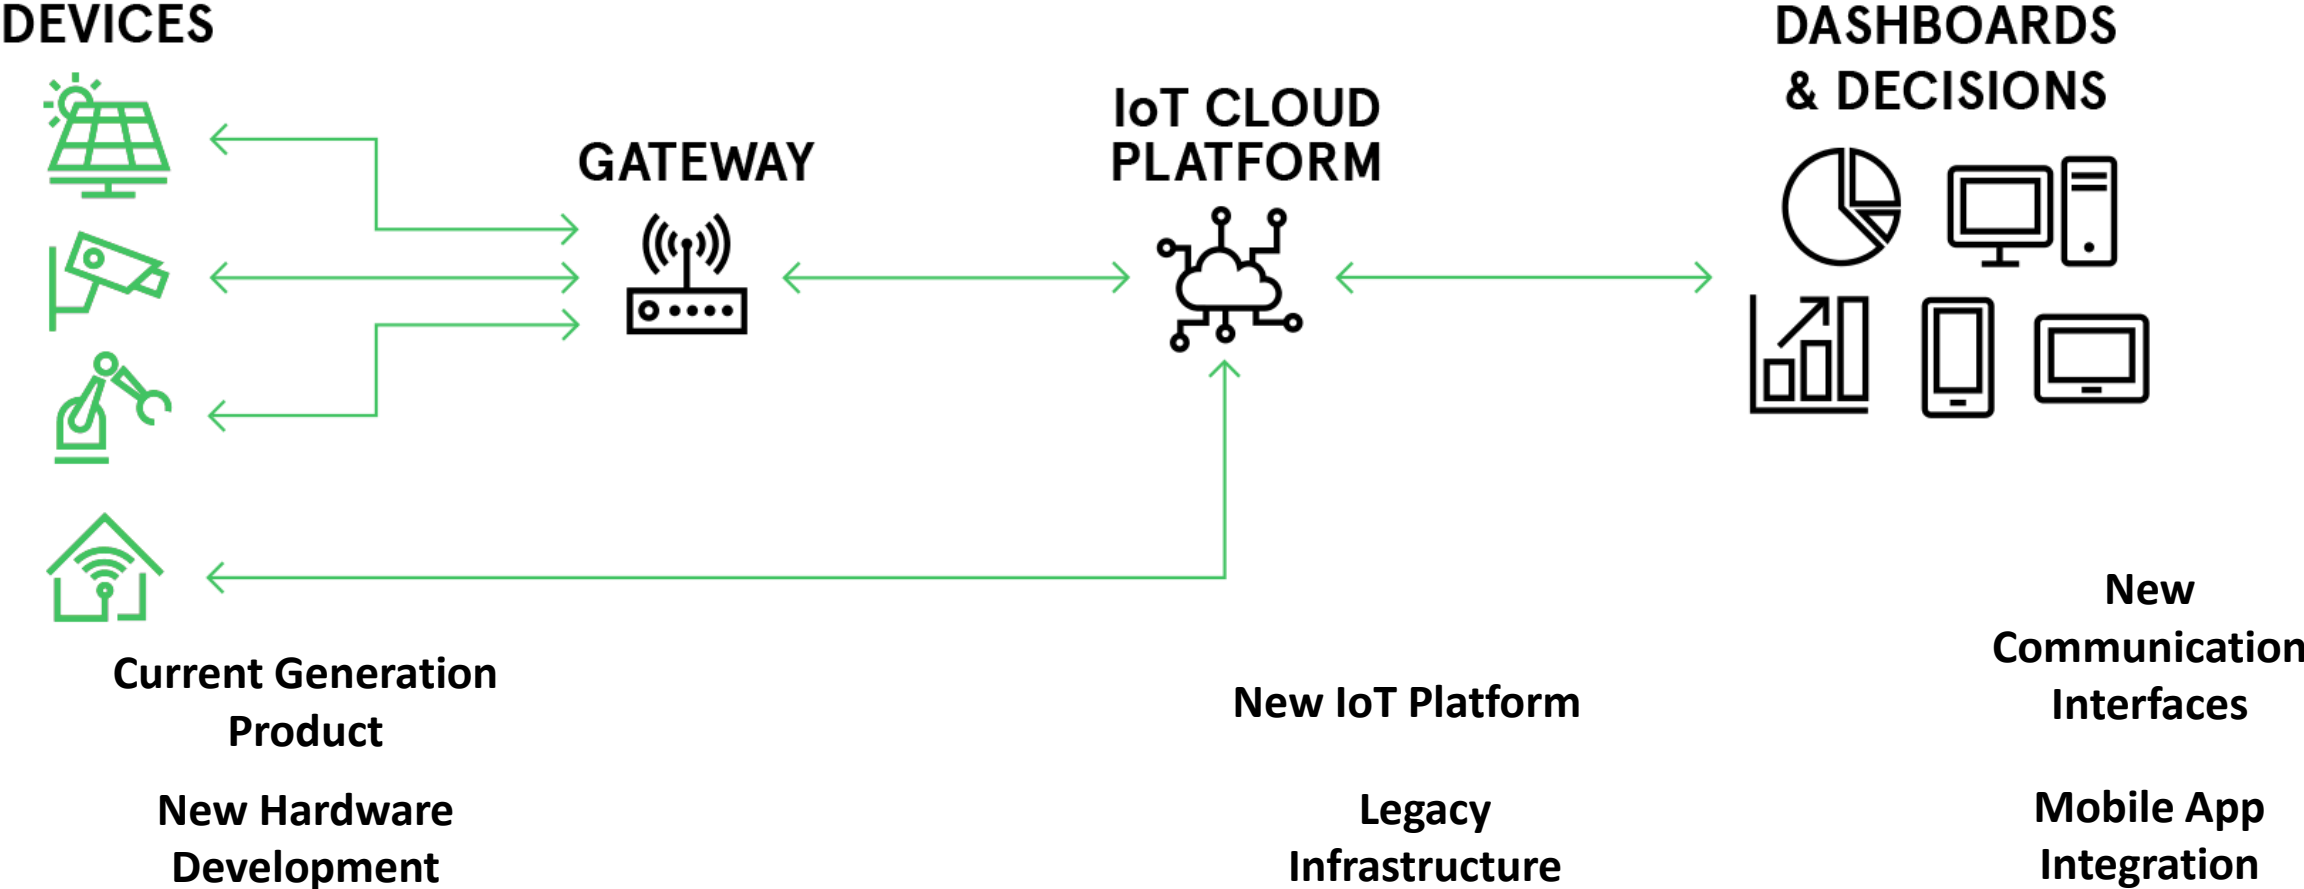 DEVICES
GATEWAY
IoT CLOUD
PLATFORM
DASHBOARDS
& DECISIONS
Current Generation
Product
New Hardware
Development
New IoT Platform
Legacy
Infrastructure
New
Communication
Interfaces
Mobile App
Integration